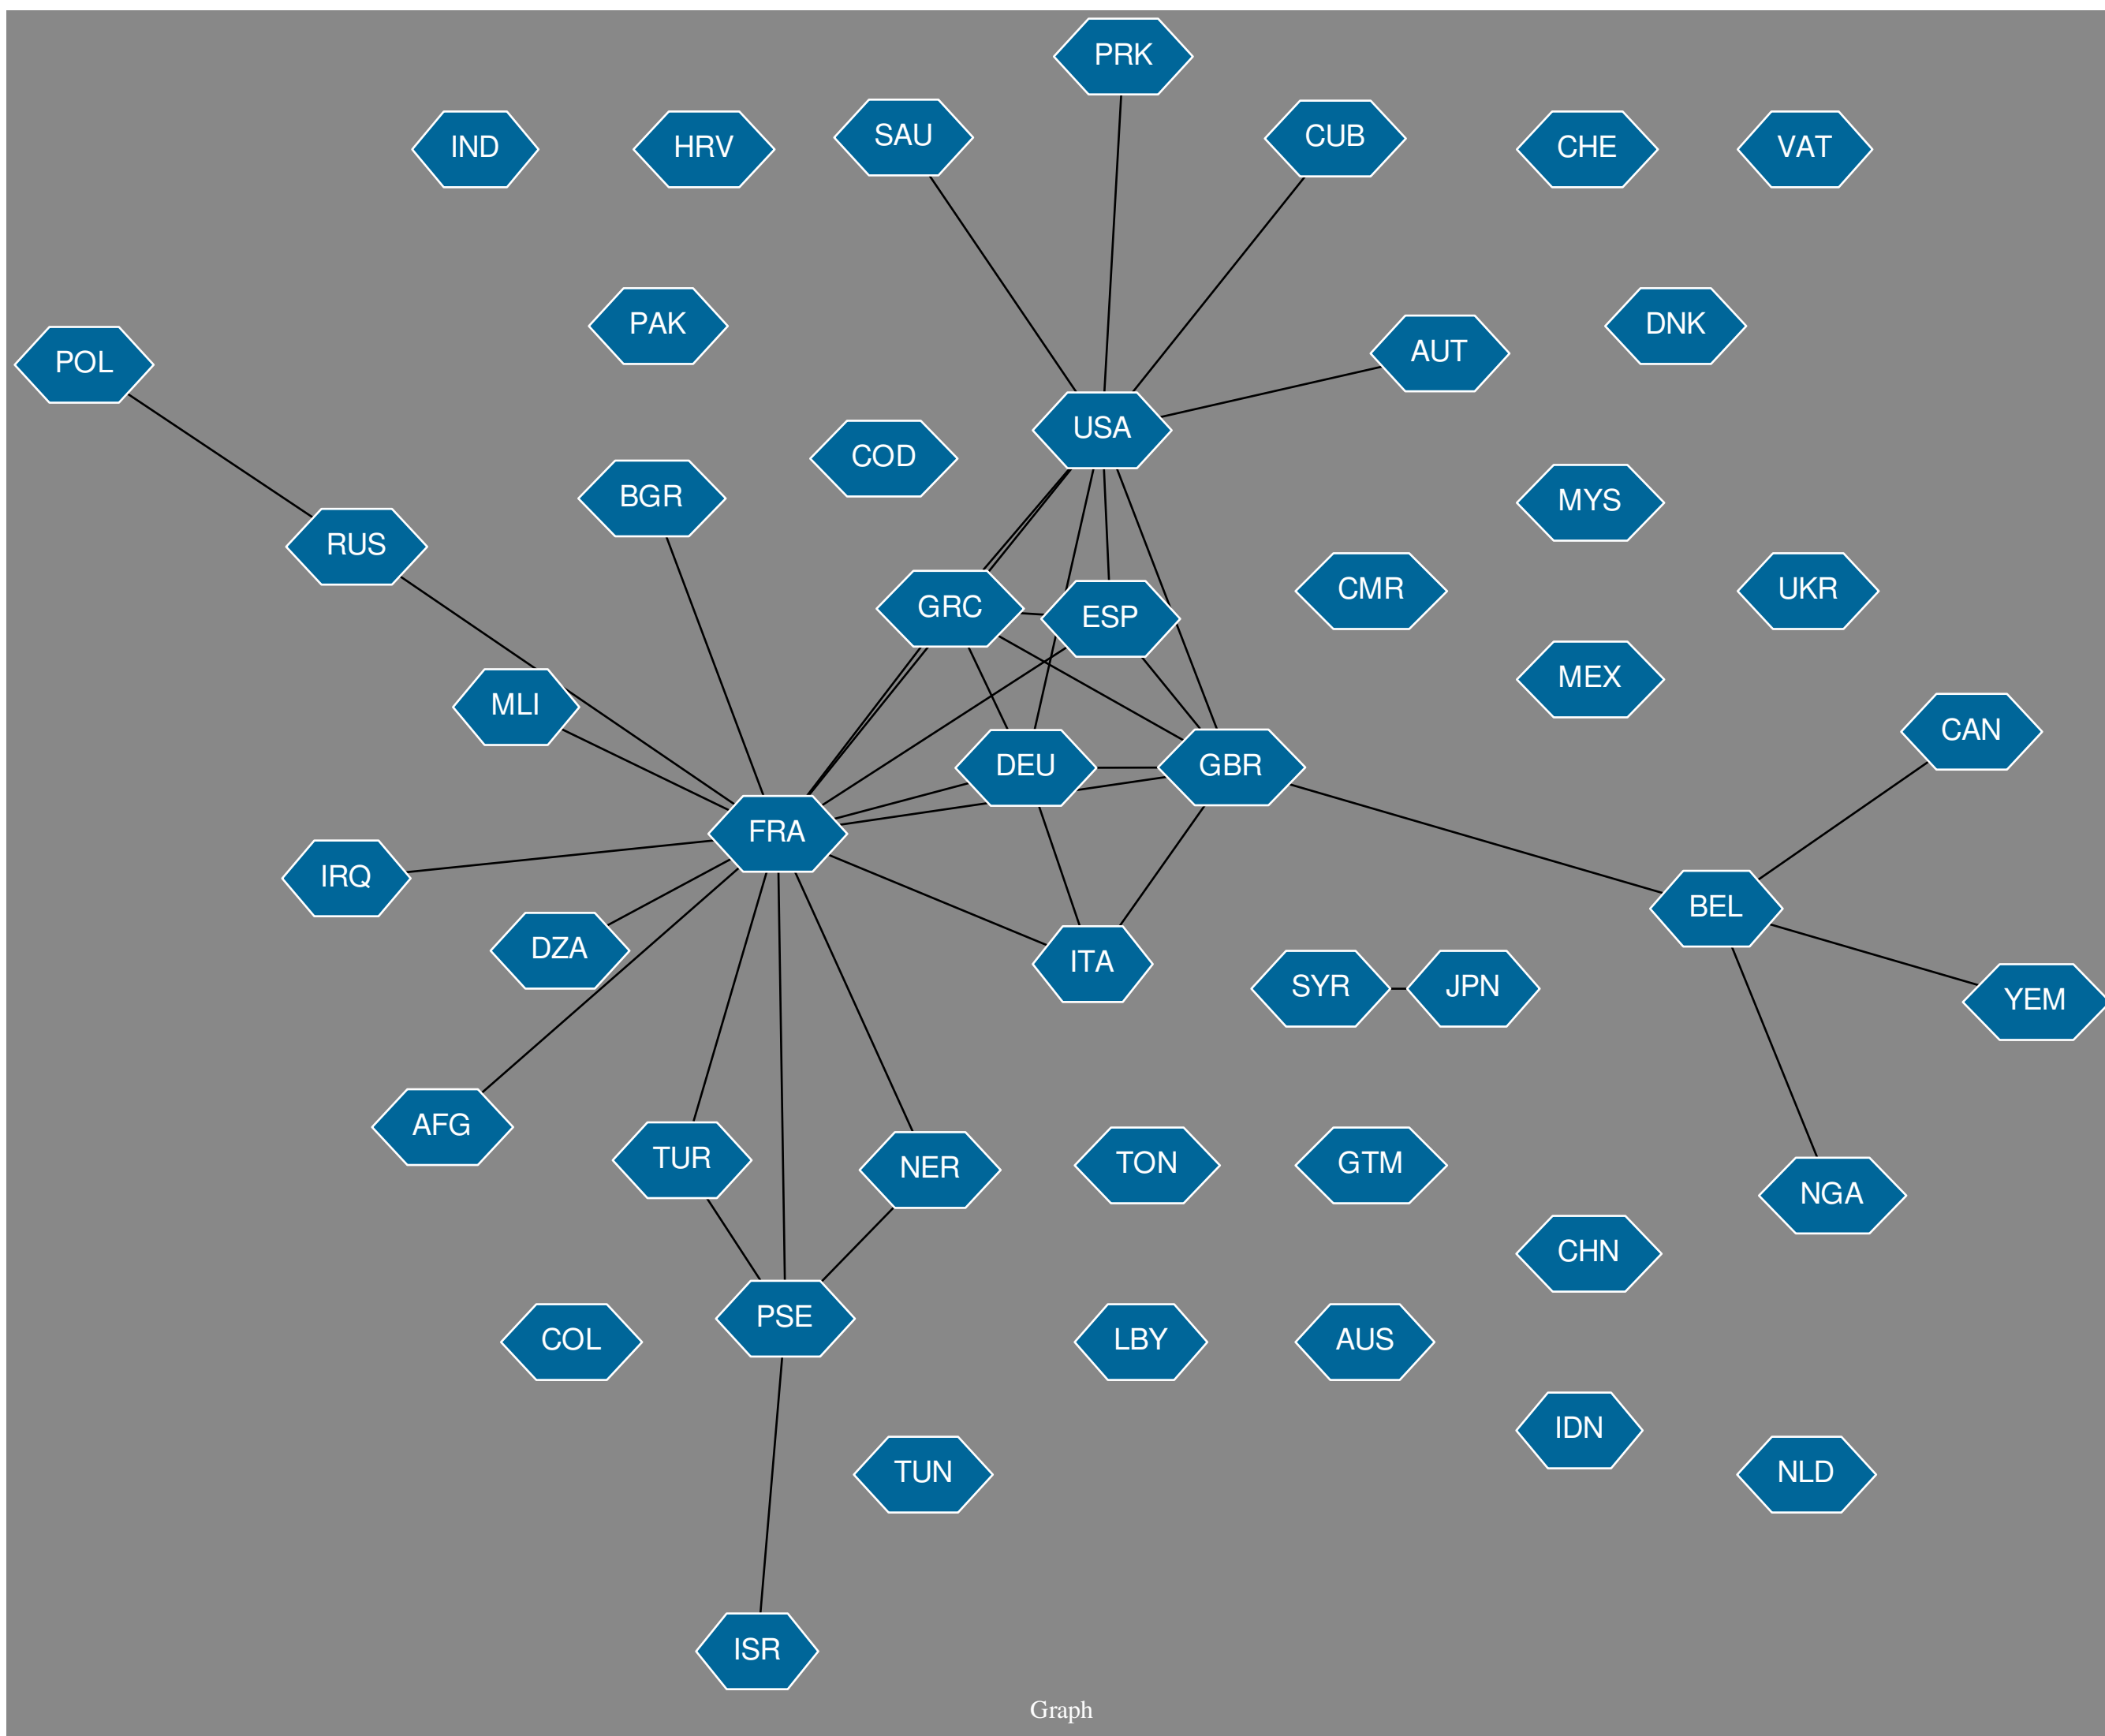 PRK
SAU
CUB
IND
HRV
CHE
VAT
PAK
DNK
AUT
POL
USA
COD
BGR
MYS
RUS
CMR
UKR
GRC
ESP
MEX
MLI
CAN
DEU
GBR
FRA
IRQ
BEL
DZA
ITA
SYR
JPN
YEM
AFG
TUR
NER
TON
GTM
NGA
CHN
PSE
COL
LBY
AUS
IDN
TUN
NLD
ISR
Graph